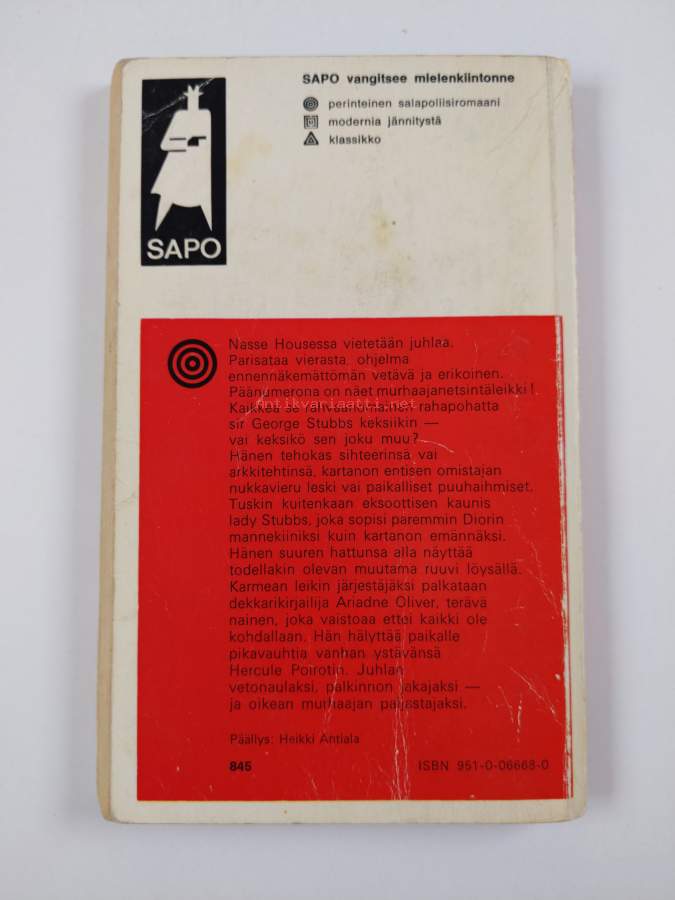 SAPO vangitsee mielenkiintonne
perinteinen salapoliisiromaani
modernia jännitystä
klassikko
SAPO
Nasse Housessa vietetään juhlaa.
Parisataa vierasta, ohjelma
ennennäkemättömän vetävä ja erikoinen.
Päänumerona on näet murhaajanetsintäleikki!
antikvariaatti.net
Kaikkea se rahvaanomainen rahapohatta
sir George Stubbs keksiikin —
vai keksikö sen joku muu?
Hänen tehokas sihteerinsä vai
arkkitehtinsä, kartanon entisen omistajan
nukkavieru leski vai paikalliset puuhaihmiset.
Tuskin kuitenkaan eksoottisen kaunis
lady Stubbs, joka sopisi paremmin Diorin
mannekiiniksi kuin kartanon emännäksi.
Hänen suuren hattunsa alla näyttää
todellakin olevan muutama ruuvi löysällä.
Karmean leikin järjestäjäksi palkataan
dekkarikirjailija Ariadne Oliver, terävä
nainen, joka vaistoaa ettei kaikki ole
kohdallaan. Hän hälyttää paikalle
pikavauhtia vanhan ystävänsä
Hercule Poirotin. Juhlan
vetonaulaksi, palkinnon jakajaksi —
ja oikean murhaajan paljastajaksi.
Päällys: Heikki Antiala
845
ISBN 951-0-06668-0